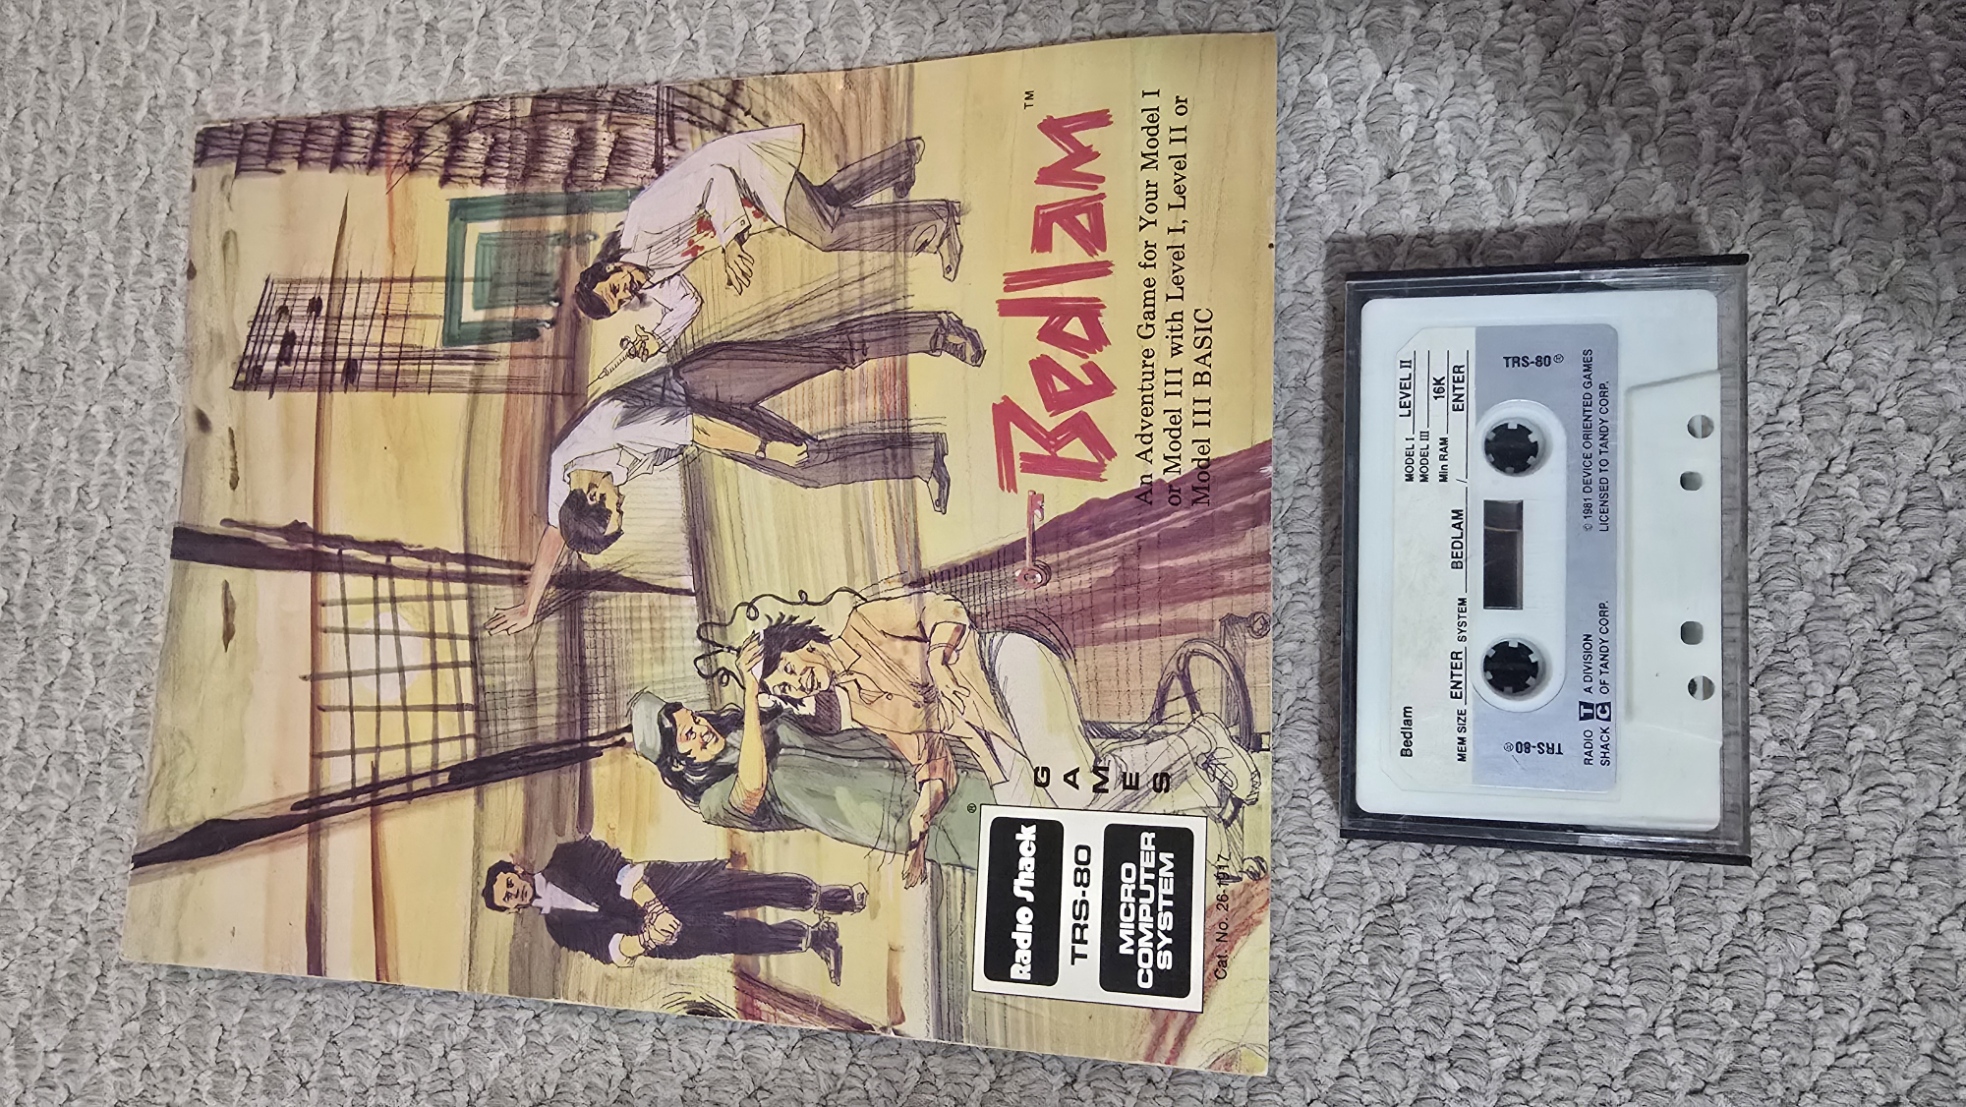 Bedlam™
An Adventure Game for Your Model I
or Model III with Level I, Level II or
Model III BASIC
Radio Shack®
TRS-80
MICRO
COMPUTER
SYSTEM
GAMES
Cat. No. 26-1917
Bedlam
MODEL I LEVEL II
MODEL III
Min RAM 16K
MEM SIZE ENTER SYSTEM BEDLAM / ENTER
TRS-80®
TRS-80®
RADIO SHACK
A DIVISION
OF TANDY CORP.
© 1981 DEVICE ORIENTED GAMES
LICENSED TO TANDY CORP.